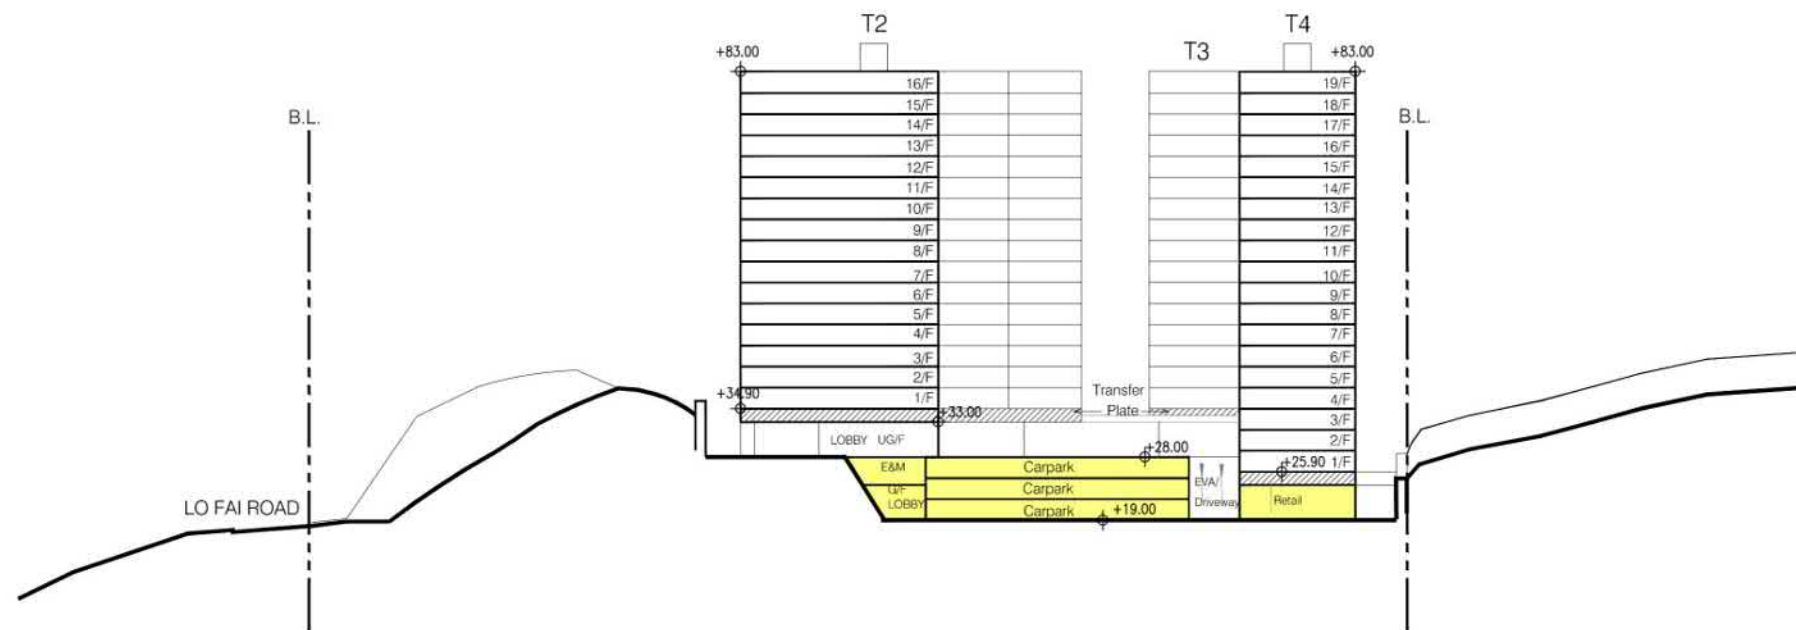 T2
T4
T3
+83.00
+83.00
B.L.
B.L.
16/F
15/F
14/F
13/F
12/F
11/F
10/F
9/F
8/F
7/F
6/F
5/F
4/F
3/F
2/F
1/F
19/F
18/F
17/F
16/F
15/F
14/F
13/F
12/F
11/F
10/F
9/F
8/F
7/F
6/F
5/F
4/F
3/F
2/F
1/F
+34.90
+33.00
Transfer
Plate
LOBBY UG/F
+28.00
+25.90
E&M
G/F
LOBBY
Carpark
Carpark
Carpark
+19.00
EVA/
Driveway
Retail
LO FAI ROAD